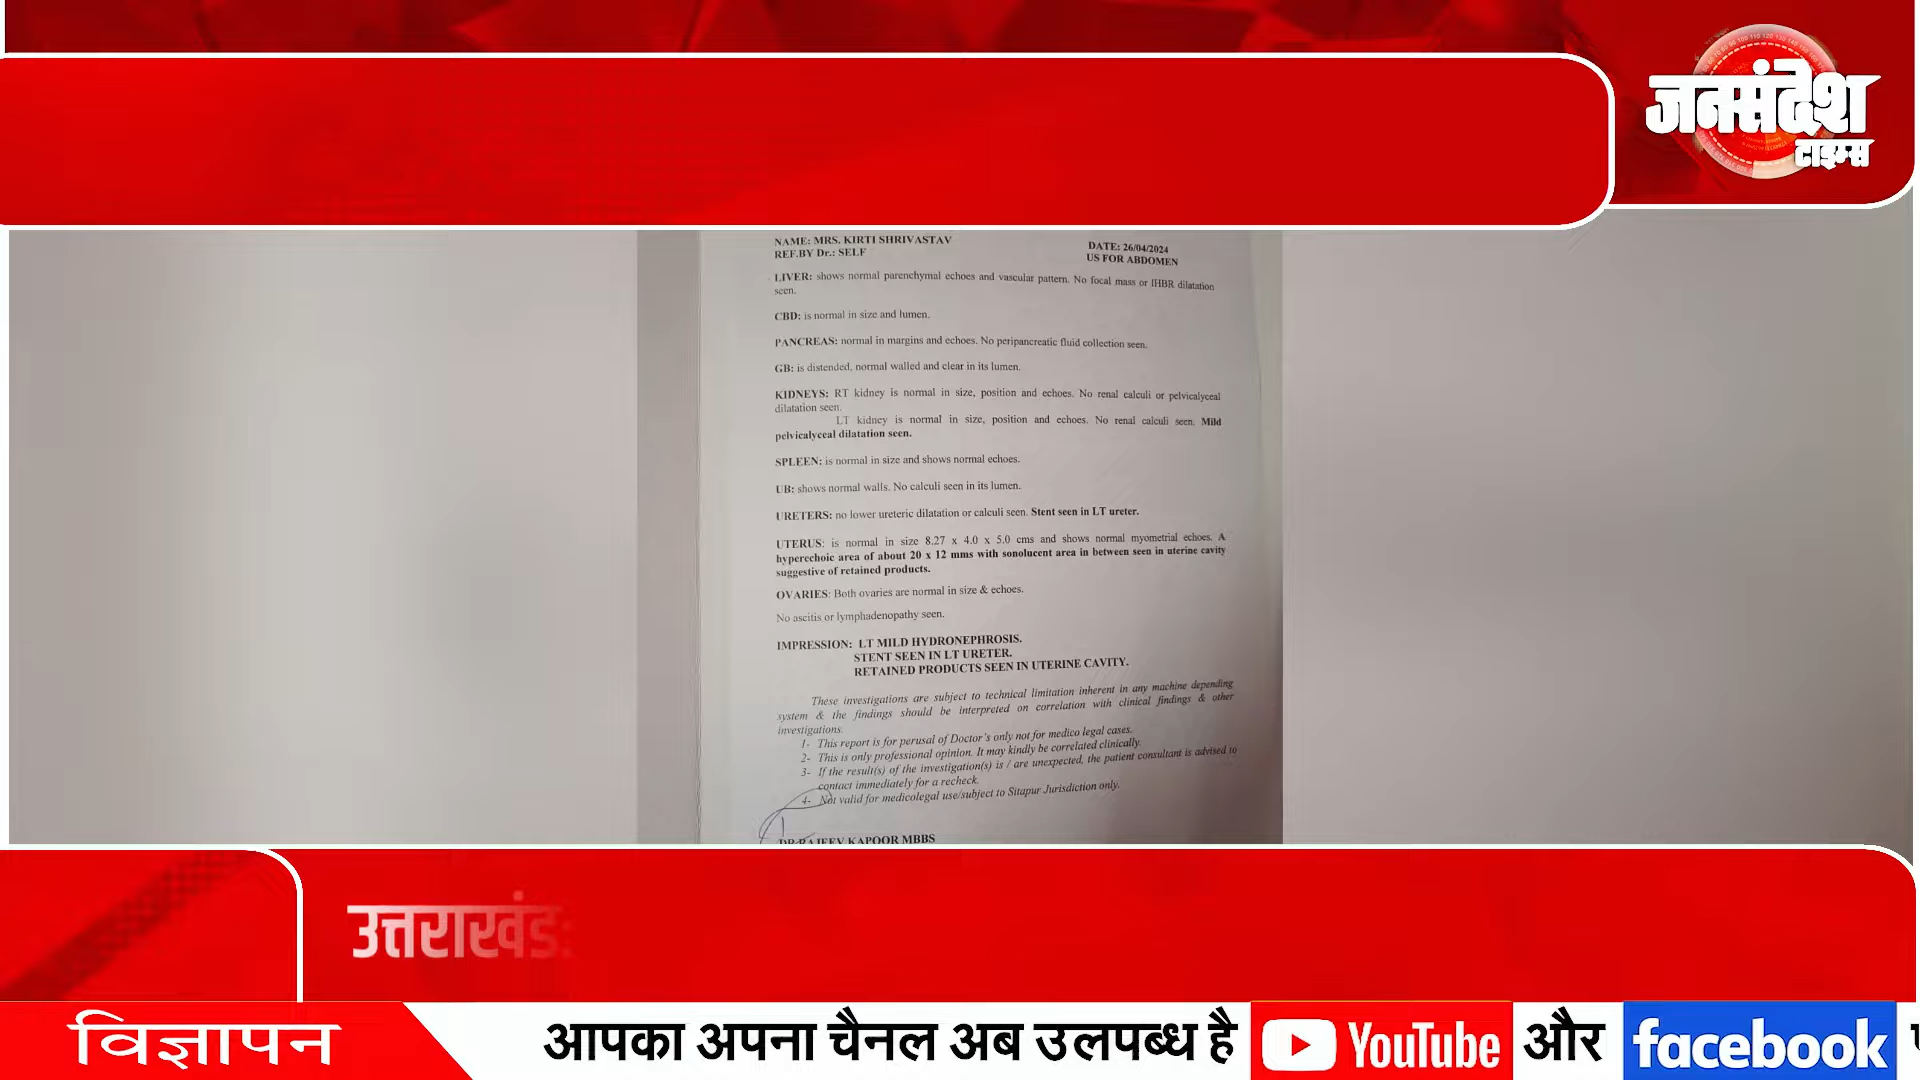 जनसंदेश
टाइम्स
NAME: MRS. KIRTI SHRIVASTAV
REF.BY Dr.: SELF
DATE: 26/04/2024
US FOR ABDOMEN
LIVER: shows normal parenchymal echoes and vascular pattern. No focal mass or IHBR dilatation
seen.
CBD: is normal in size and lumen.
PANCREAS: normal in margins and echoes. No peripancreatic fluid collection seen.
GB: is distended, normal walled and clear in its lumen.
KIDNEYS: RT kidney is normal in size, position and echoes. No renal calculi or pelvicalyceal
dilatation seen.
LT kidney is normal in size, position and echoes. No renal calculi seen. Mild
pelvicalyceal dilatation seen.
SPLEEN: is normal in size and shows normal echoes.
UB: shows normal walls. No calculi seen in its lumen.
URETERS: no lower ureteric dilatation or calculi seen. Stent seen in LT ureter.
UTERUS: is normal in size 8.27 x 4.0 x 5.0 cms and shows normal myometrial echoes. A
hyperechoic area of about 20 x 12 mms with sonolucent area in between seen in uterine cavity
suggestive of retained products.
OVARIES: Both ovaries are normal in size & echoes.
No ascitis or lymphadenopathy seen.
IMPRESSION: LT MILD HYDRONEPHROSIS.
STENT SEEN IN LT URETER.
RETAINED PRODUCTS SEEN IN UTERINE CAVITY.
These investigations are subject to technical limitation inherent in any machine depending
system & the findings should be interpreted on correlation with clinical findings & other
investigations.
1- This report is for perusal of Doctor's only not for medico legal cases.
2- This is only professional opinion. It may kindly be correlated clinically.
3- If the result(s) of the investigation(s) is / are unexpected, the patient consultant is advised to
contact immediately for a recheck.
4- Not valid for medicolegal use/subject to Sitapur Jurisdiction only.
DR RAJEEV KAPOOR MBBS
उत्तराखंड:
विज्ञापन
आपका अपना चैनल अब उलपब्ध है YouTube और facebook